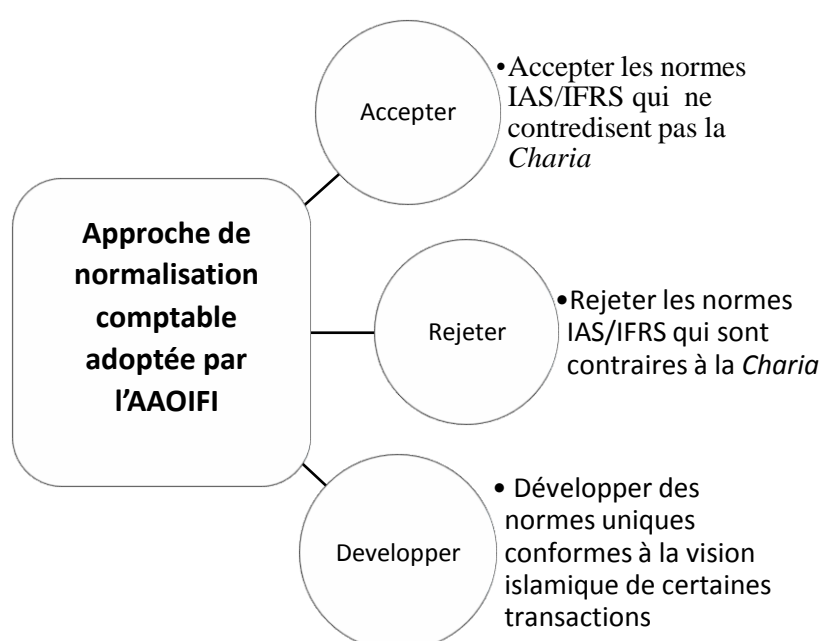 Approche de
normalisation
comptable
adoptée par
l'AAOIFI
Accepter
•Accepter les normes
IAS/IFRS qui ne
contredisent pas la
Charia
Rejeter
•Rejeter les normes
IAS/IFRS qui sont
contraires à la Charia
Developper
• Développer des
normes uniques
conformes à la vision
islamique de certaines
transactions